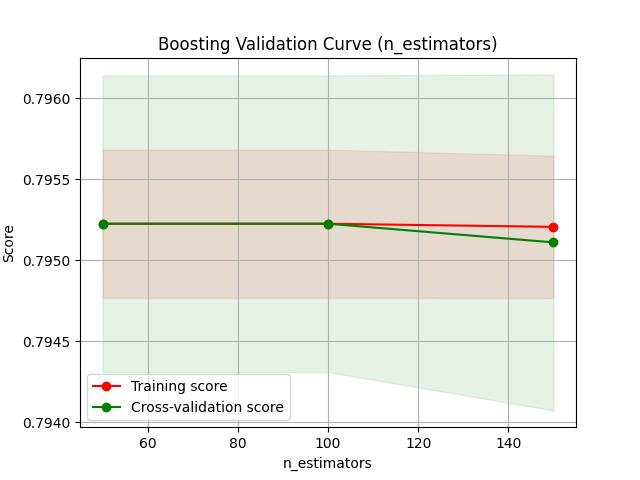 Boosting Validation Curve (n_estimators)
0.7960
0.7955
0.7950
0.7945
0.7940
Score
Training score
Cross-validation score
60 80 100 120 140
n_estimators